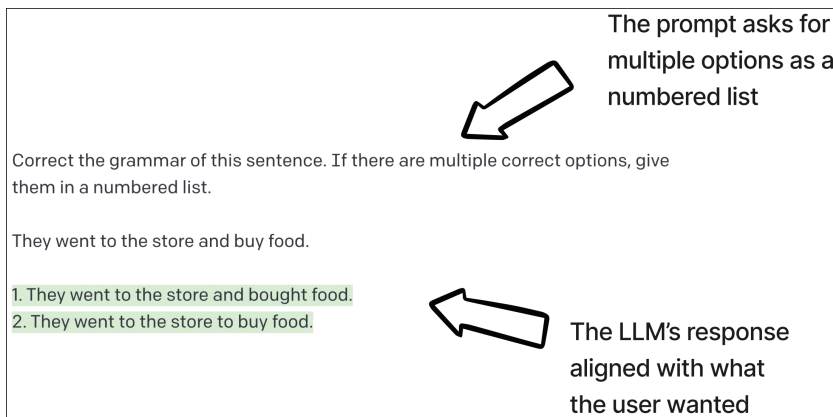 The prompt asks for
multiple options as a
numbered list
Correct the grammar of this sentence. If there are multiple correct options, give
them in a numbered list.
They went to the store and buy food.
1. They went to the store and bought food.
2. They went to the store to buy food.
The LLM’s response
aligned with what
the user wanted